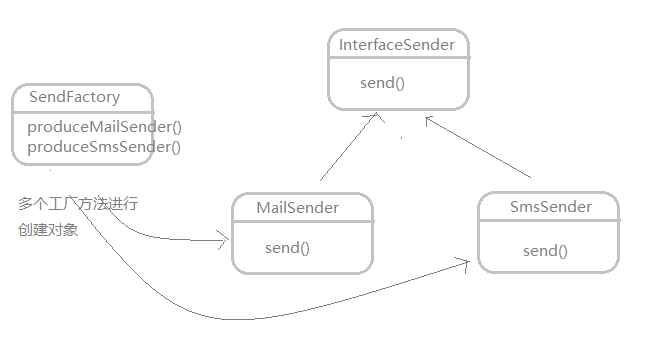 InterfaceSender
send()
SendFactory
produceMailSender()
produceSmsSender()
多个工厂方法进行
创建对象
MailSender
send()
SmsSender
send()